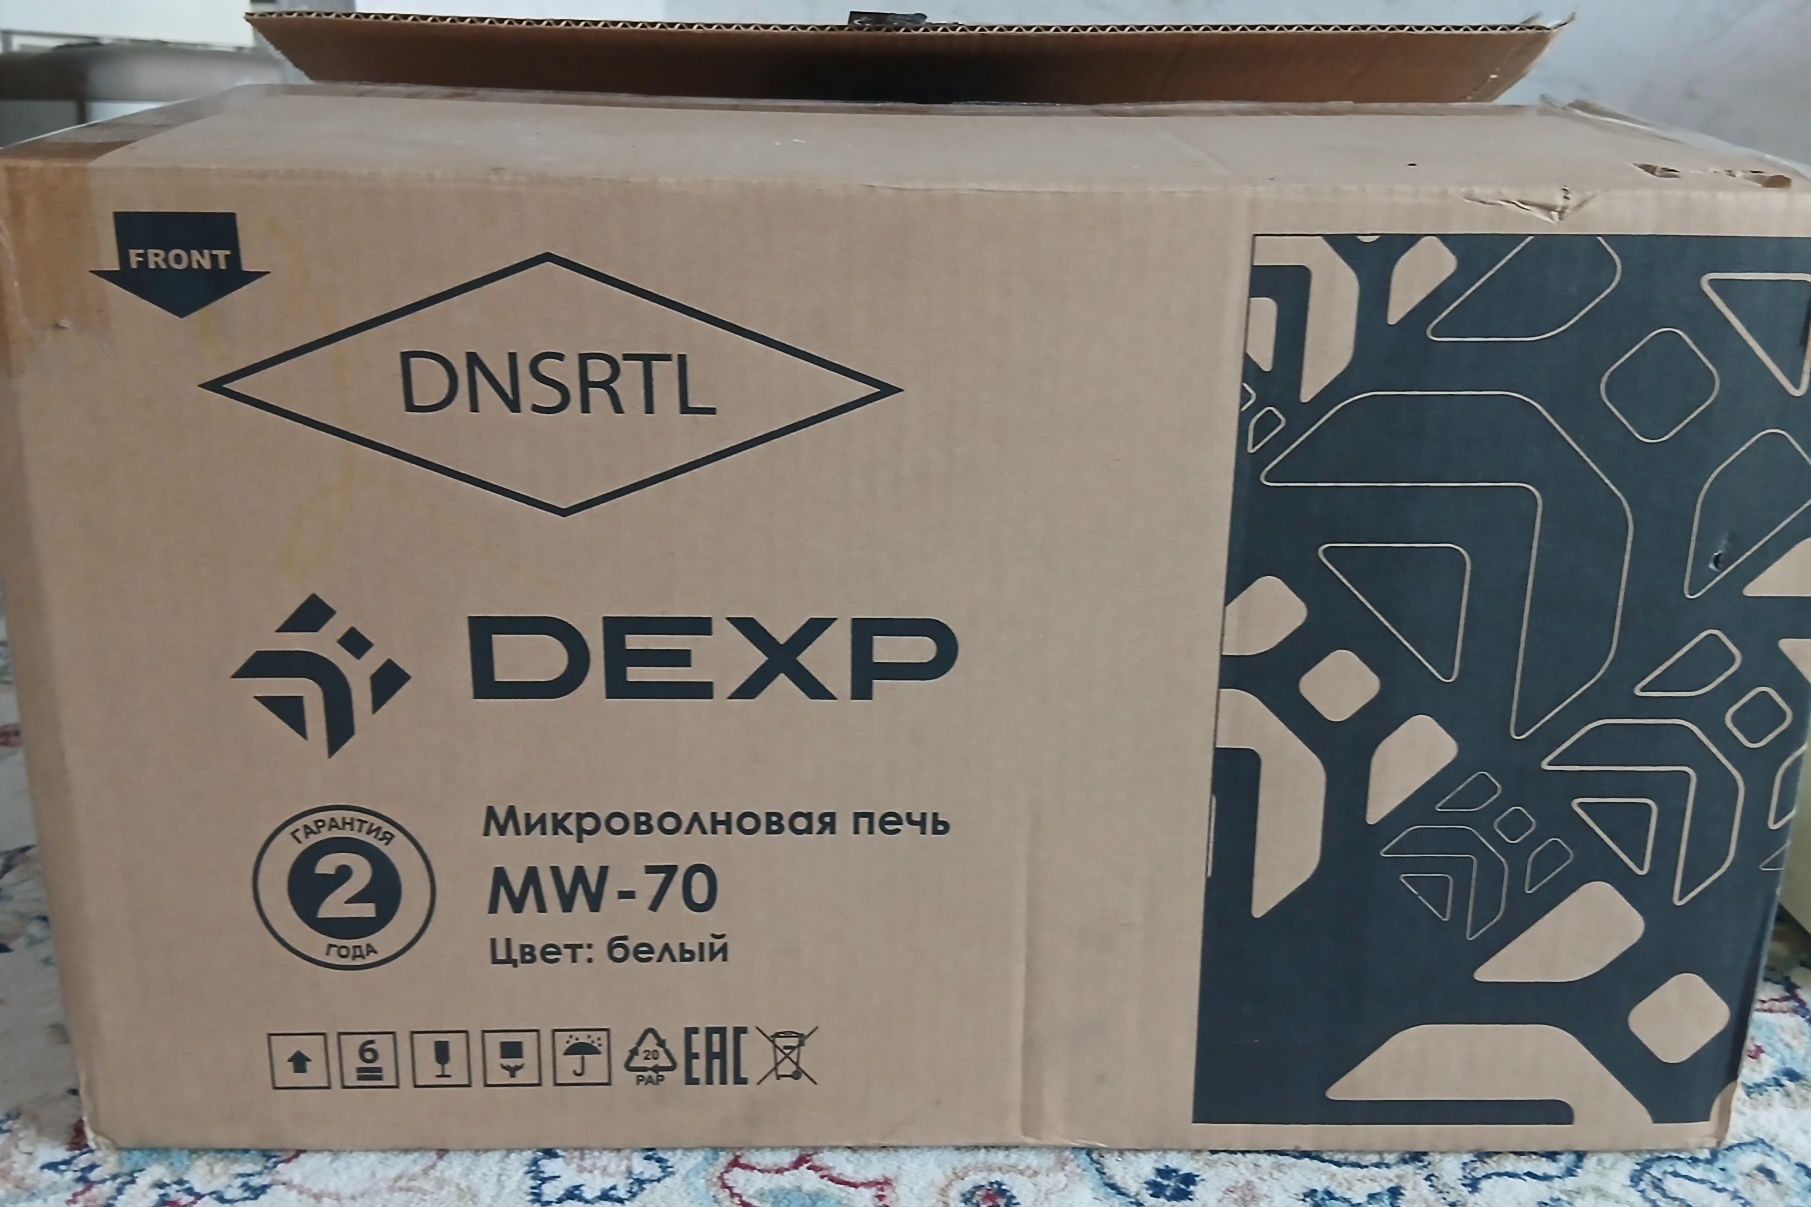 FRONT
DNSRTL
DEXP
ГАРАНТИЯ
2
ГОДА
Микроволновая печь
MW-70
Цвет: белый
6
20
PAP
EAC